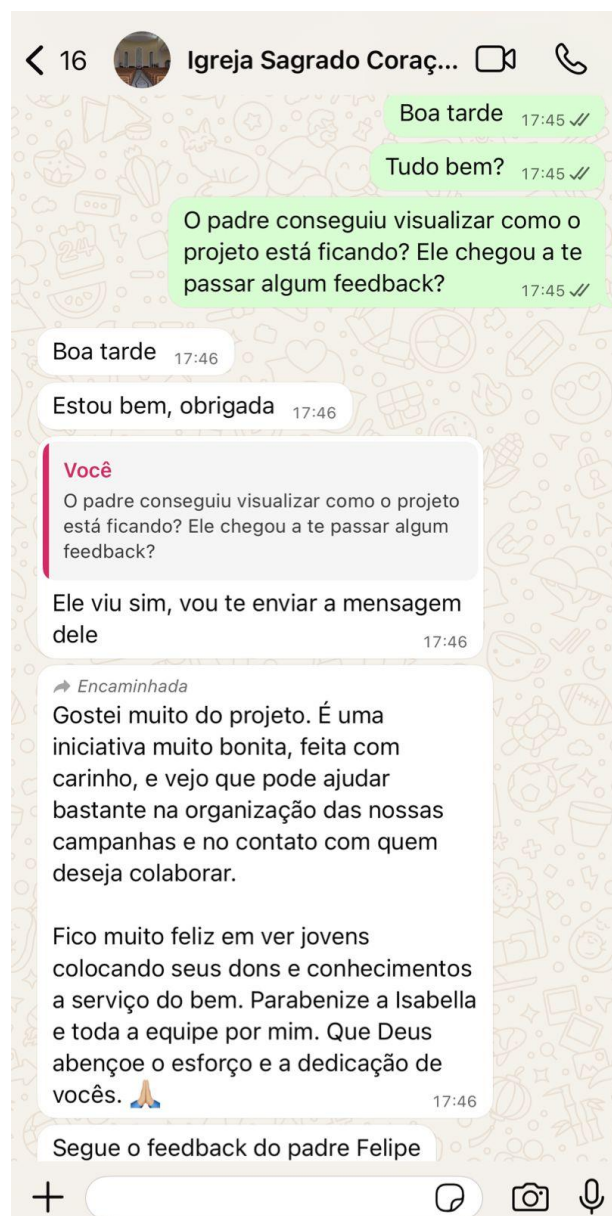 16
Igreja Sagrado Coraç...
Boa tarde 17:45
Tudo bem? 17:45
O padre conseguiu visualizar como o
projeto está ficando? Ele chegou a te
passar algum feedback? 17:45
Boa tarde 17:46
Estou bem, obrigada 17:46
Você
O padre conseguiu visualizar como o projeto
está ficando? Ele chegou a te passar algum
feedback?
Ele viu sim, vou te enviar a mensagem
dele 17:46
Encaminhada
Gostei muito do projeto. É uma
iniciativa muito bonita, feita com
carinho, e vejo que pode ajudar
bastante na organização das nossas
campanhas e no contato com quem
deseja colaborar.
Fico muito feliz em ver jovens
colocando seus dons e conhecimentos
a serviço do bem. Parabenize a Isabella
e toda a equipe por mim. Que Deus
abençoe o esforço e a dedicação de
vocês. 🙏🏼 17:46
Segue o feedback do padre Felipe